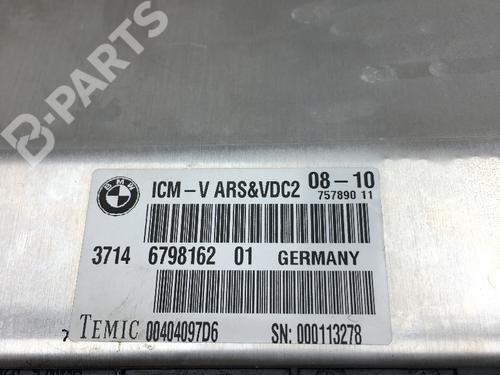 B-PARTS
BMW
ICM-V ARS&VDC2 08-10
757890 11
3714 6798162 01 GERMANY
TEMIC 00404097D6 SN: 000113278